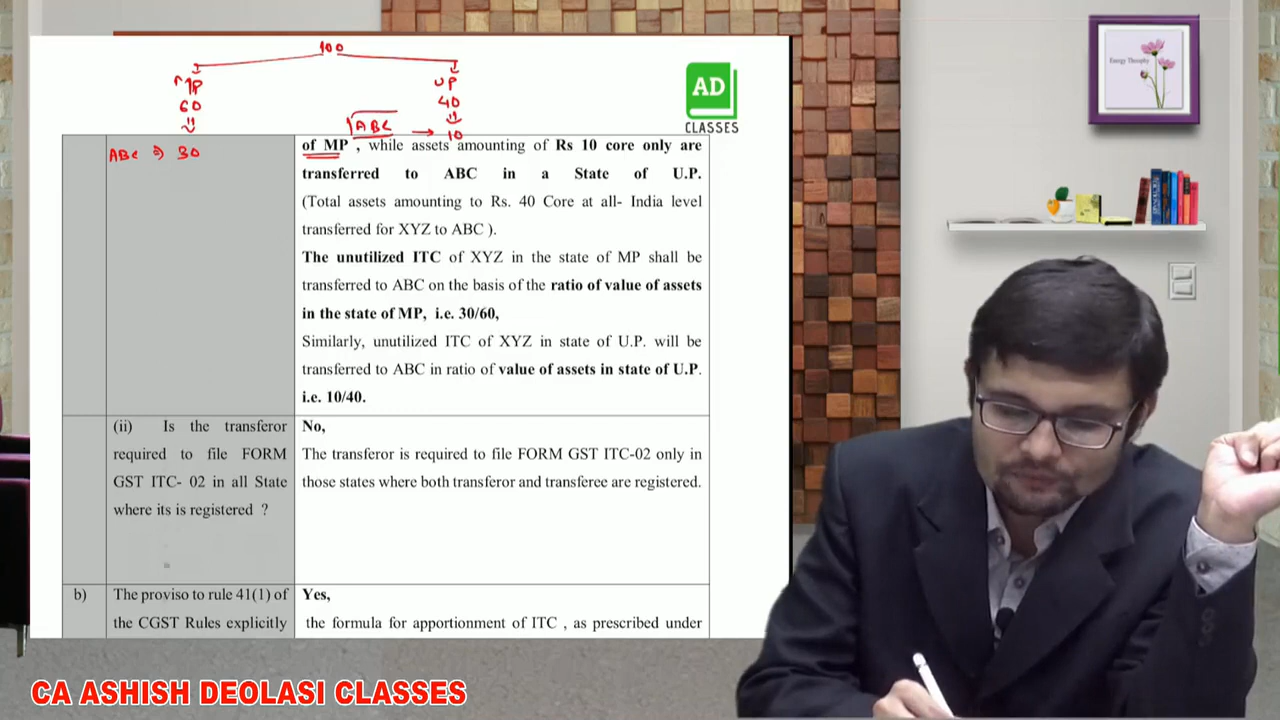 100
MP
UP
60
40
ABC → 10
ABC ⇒ 30
AD
CLASSES
Energy Theraphy
of MP , while assets amounting of Rs 10 core only are
transferred to ABC in a State of U.P.
(Total assets amounting to Rs. 40 Core at all- India level
transferred for XYZ to ABC ).
The unutilized ITC of XYZ in the state of MP shall be
transferred to ABC on the basis of the ratio of value of assets
in the state of MP, i.e. 30/60,
Similarly, unutilized ITC of XYZ in state of U.P. will be
transferred to ABC in ratio of value of assets in state of U.P.
i.e. 10/40.
(ii) Is the transferor
required to file FORM
GST ITC- 02 in all State
where its is registered ?
No,
The transferor is required to file FORM GST ITC-02 only in
those states where both transferor and transferee are registered.
b)
The proviso to rule 41(1) of
the CGST Rules explicitly
Yes,
the formula for apportionment of ITC , as prescribed under
CA ASHISH DEOLASI CLASSES